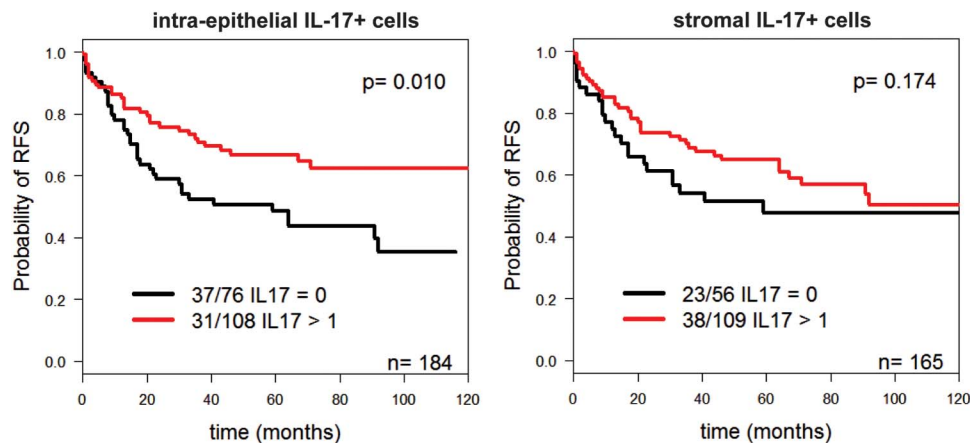 intra-epithelial IL-17+ cells
Probability of RFS
1.0
0.8
0.6
0.4
0.2
0.0
p= 0.010
37/76 IL17 = 0
31/108 IL17 > 1
n= 184
0 20 40 60 80 100 120
time (months)
stromal IL-17+ cells
Probability of RFS
1.0
0.8
0.6
0.4
0.2
0.0
p= 0.174
23/56 IL17 = 0
38/109 IL17 > 1
n= 165
0 20 40 60 80 100 120
time (months)